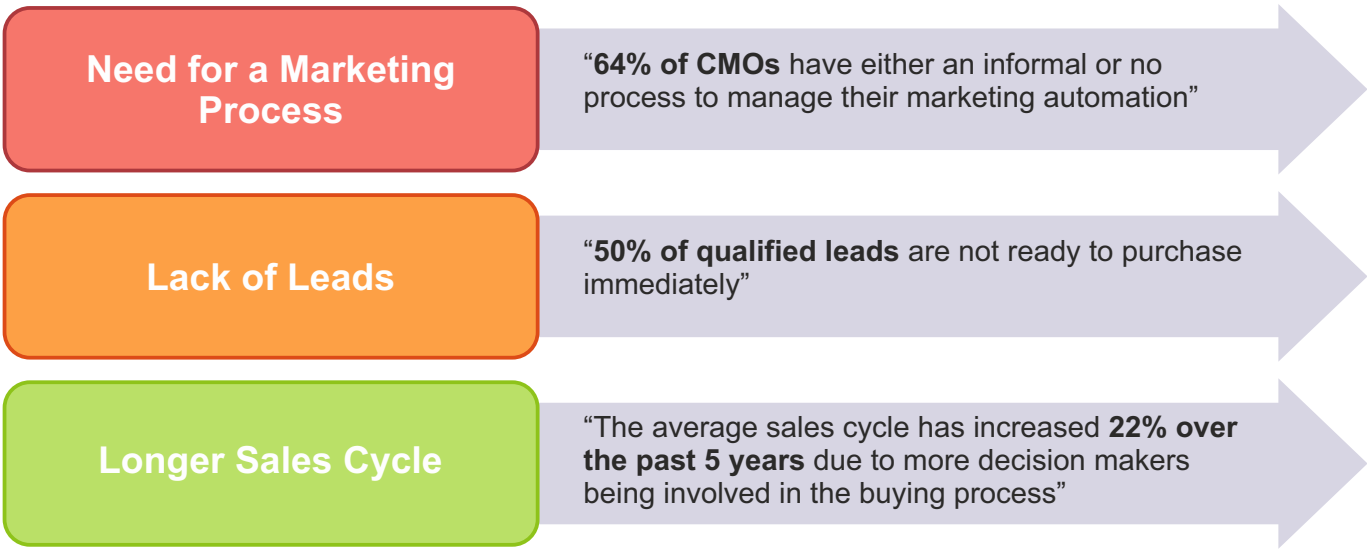 Need for a Marketing
Process
“64% of CMOs have either an informal or no
process to manage their marketing automation”
Lack of Leads
“50% of qualified leads are not ready to purchase
immediately”
Longer Sales Cycle
“The average sales cycle has increased 22% over
the past 5 years due to more decision makers
being involved in the buying process”